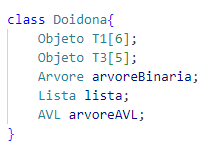 class Doidona{
    Objeto T1[6];
    Objeto T3[5];
    Arvore arvoreBinaria;
    Lista lista;
    AVL arvoreAVL;
}